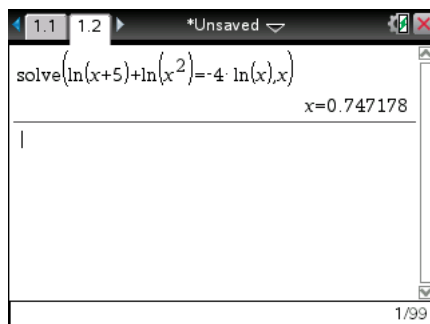 1.1 1.2 *Unsaved
solve(ln(x+5)+ln(x²)=-4·ln(x),x)
x=0.747178
1/99